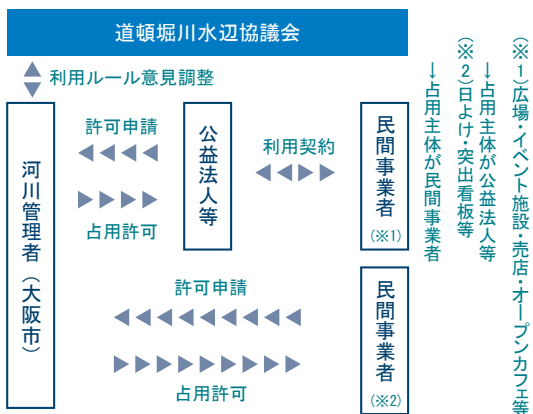 道頓堀川水辺協議会
利用ルール意見調整
河川管理者（大阪市）
許可申請
占用許可
公益法人等
利用契約
民間事業者
(※1)
許可申請
占用許可
民間事業者
(※2)
（※1）広場・イベント施設・売店・オープンカフェ等
→占用主体が公益法人等
（※2）日よけ・突出看板等
→占用主体が民間事業者